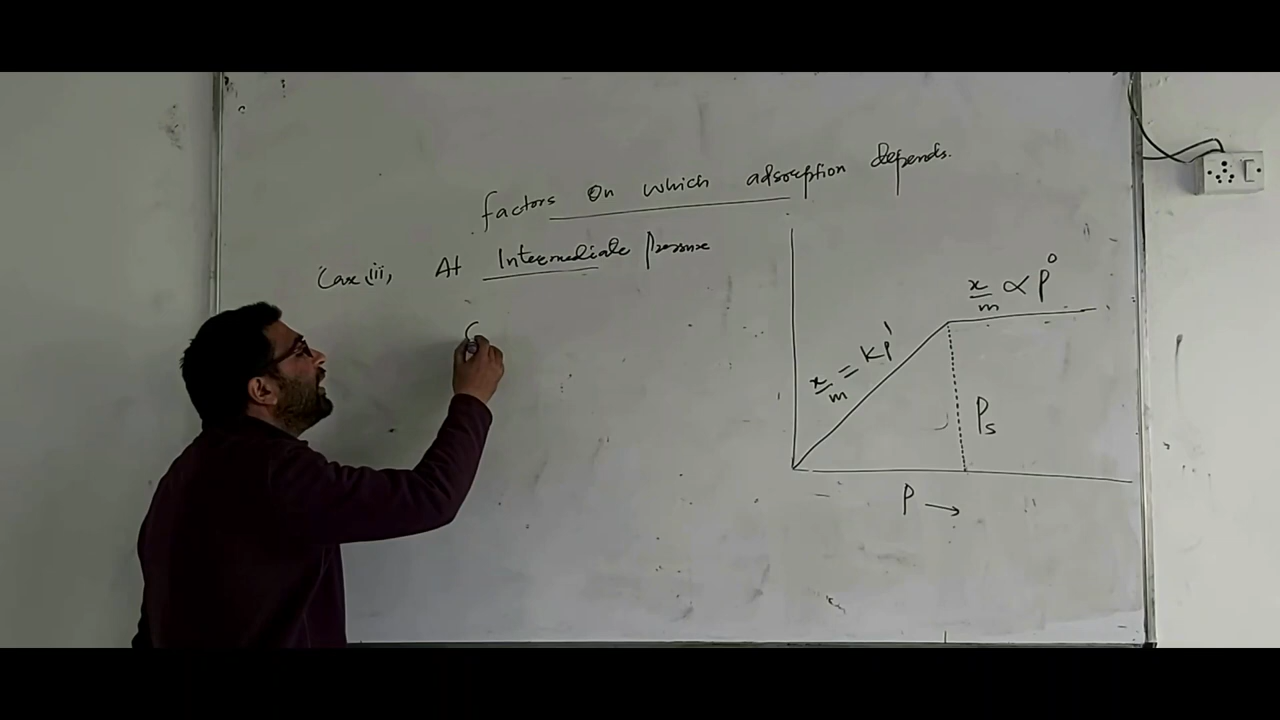 factors On which adsorption depends.
Case iii, At Intermediate Pressure
x/m ∝ P⁰
x/m = KP¹
Pₛ
P →